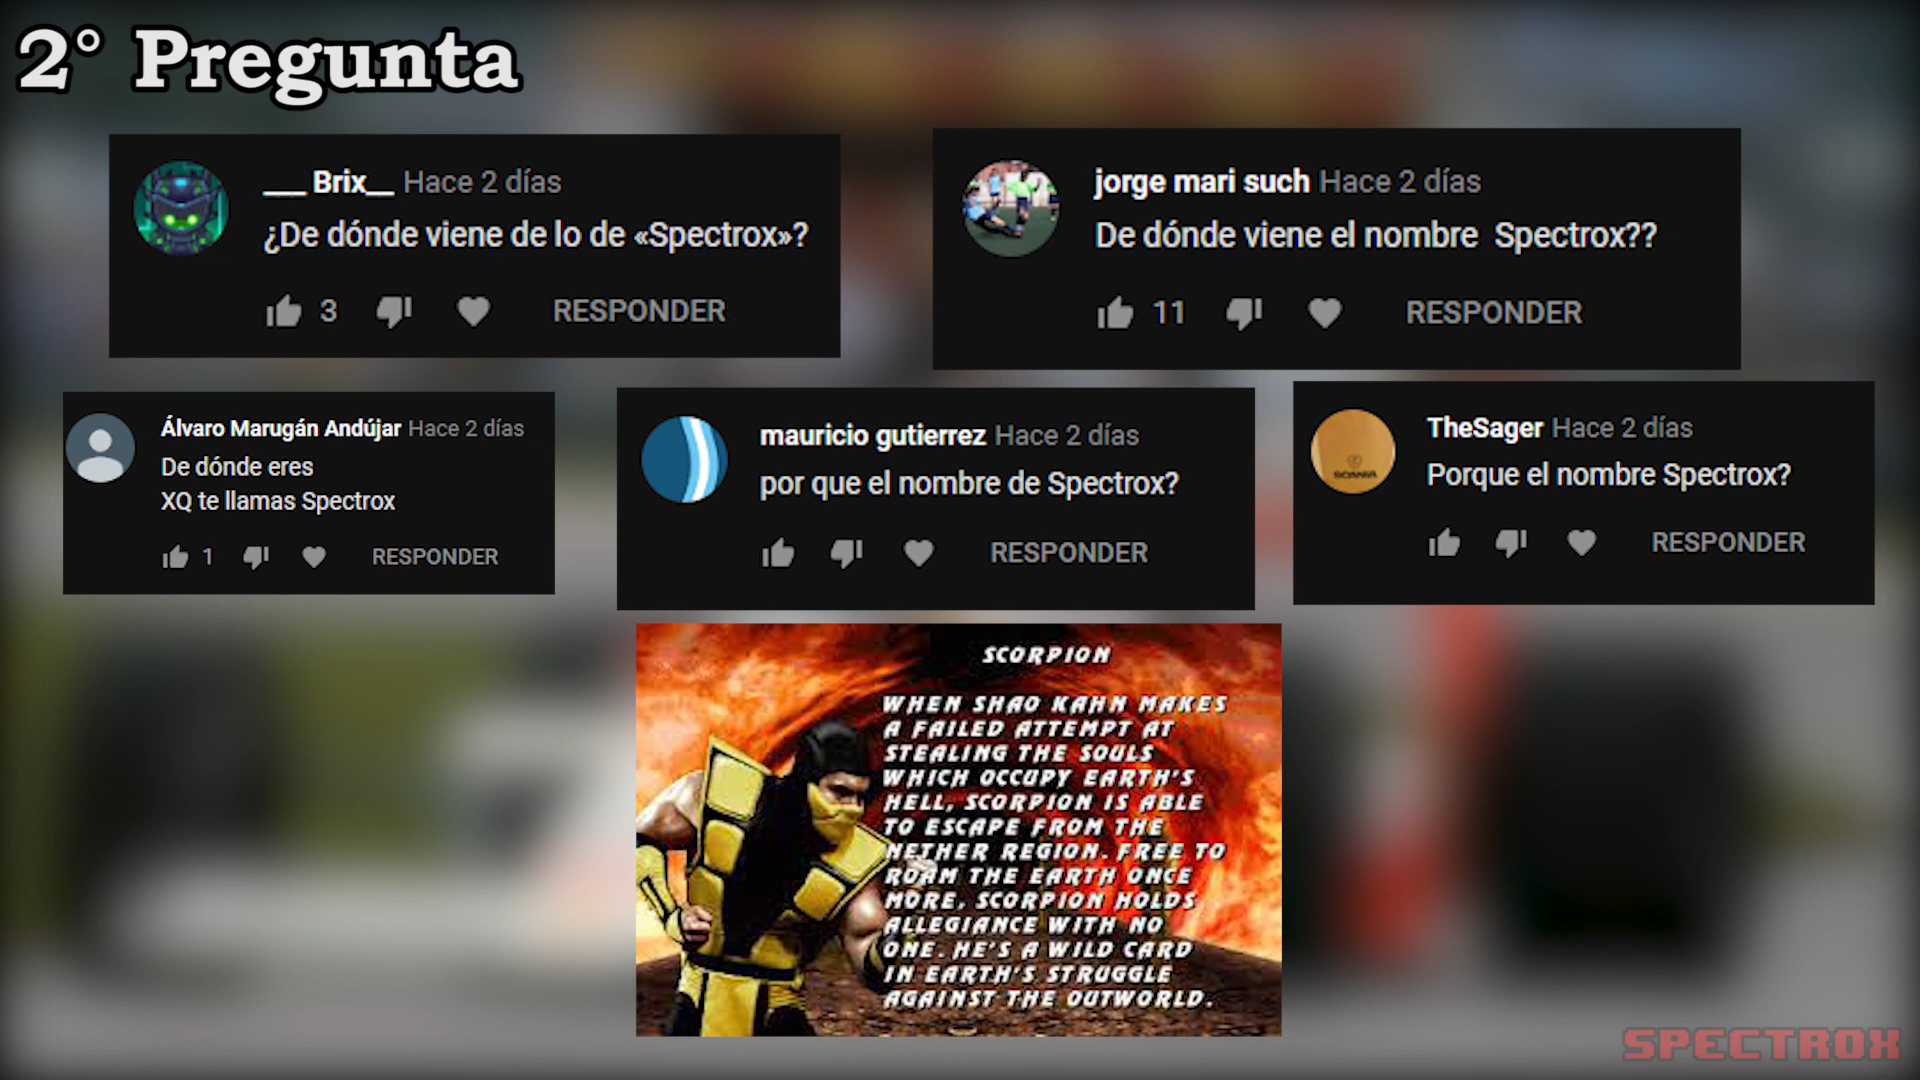 2° Pregunta
___ Brix__ Hace 2 días
¿De dónde viene de lo de «Spectrox»?
3 RESPONDER
jorge mari such Hace 2 días
De dónde viene el nombre Spectrox??
11 RESPONDER
Álvaro Marugán Andújar Hace 2 días
De dónde eres
XQ te llamas Spectrox
1 RESPONDER
mauricio gutierrez Hace 2 días
por que el nombre de Spectrox?
RESPONDER
TheSager Hace 2 días
Porque el nombre Spectrox?
RESPONDER
SCANIA
SCORPION
WHEN SHAO KAHN MAKES
A FAILED ATTEMPT AT
STEALING THE SOULS
WHICH OCCUPY EARTH'S
HELL, SCORPION IS ABLE
TO ESCAPE FROM THE
NETHER REGION. FREE TO
ROAM THE EARTH ONCE
MORE, SCORPION HOLDS
ALLEGIANCE WITH NO
ONE. HE'S A WILD CARD
IN EARTH'S STRUGGLE
AGAINST THE OUTWORLD.
SPECTROX